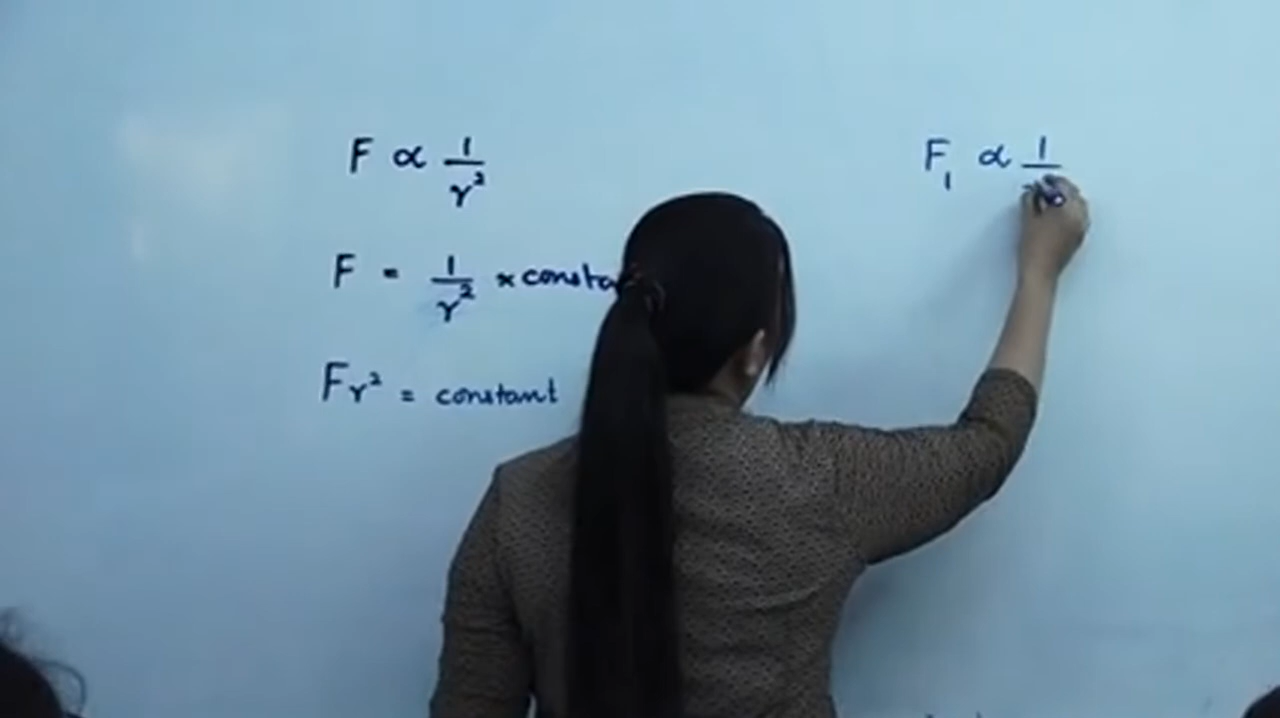 F ∝ 1/r²
F = 1/r² × consta
Fr² = constant
F₁ ∝ 1/